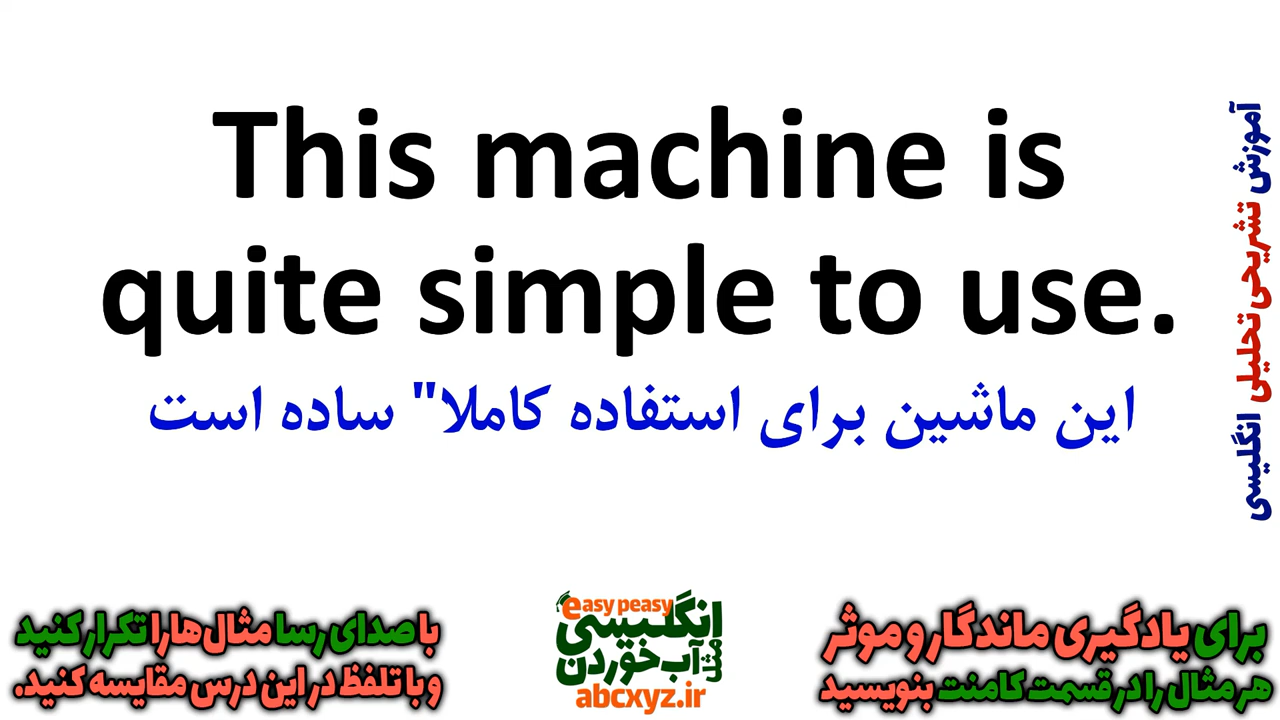 This machine is
quite simple to use.
این ماشین برای استفاده کاملا" ساده است
آموزش تشریحی تحلیلی انگلیسی
برای یادگیری ماندگار و موثر
هر مثال را در قسمت کامنت بنویسید
easy peasy
انگلیسی
مثل آب خوردن
abcxyz.ir
با صدای رسا مثال‌ها را تکرار کنید
و با تلفظ در این درس مقایسه کنید.